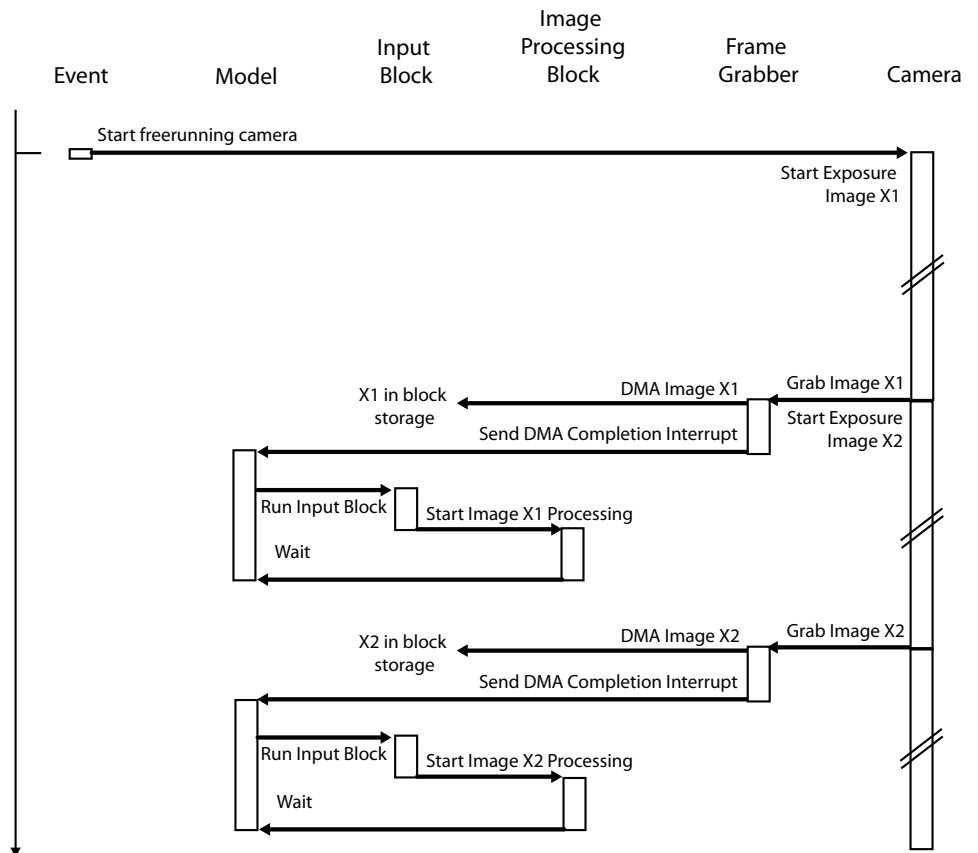 Event
Model
Input
Block
Image
Processing
Block
Frame
Grabber
Camera
Start freerunning camera
Start Exposure
Image X1
X1 in block
storage
DMA Image X1
Grab Image X1
Start Exposure
Image X2
Send DMA Completion Interrupt
Run Input Block
Start Image X1 Processing
Wait
X2 in block
storage
DMA Image X2
Grab Image X2
Send DMA Completion Interrupt
Run Input Block
Start Image X2 Processing
Wait